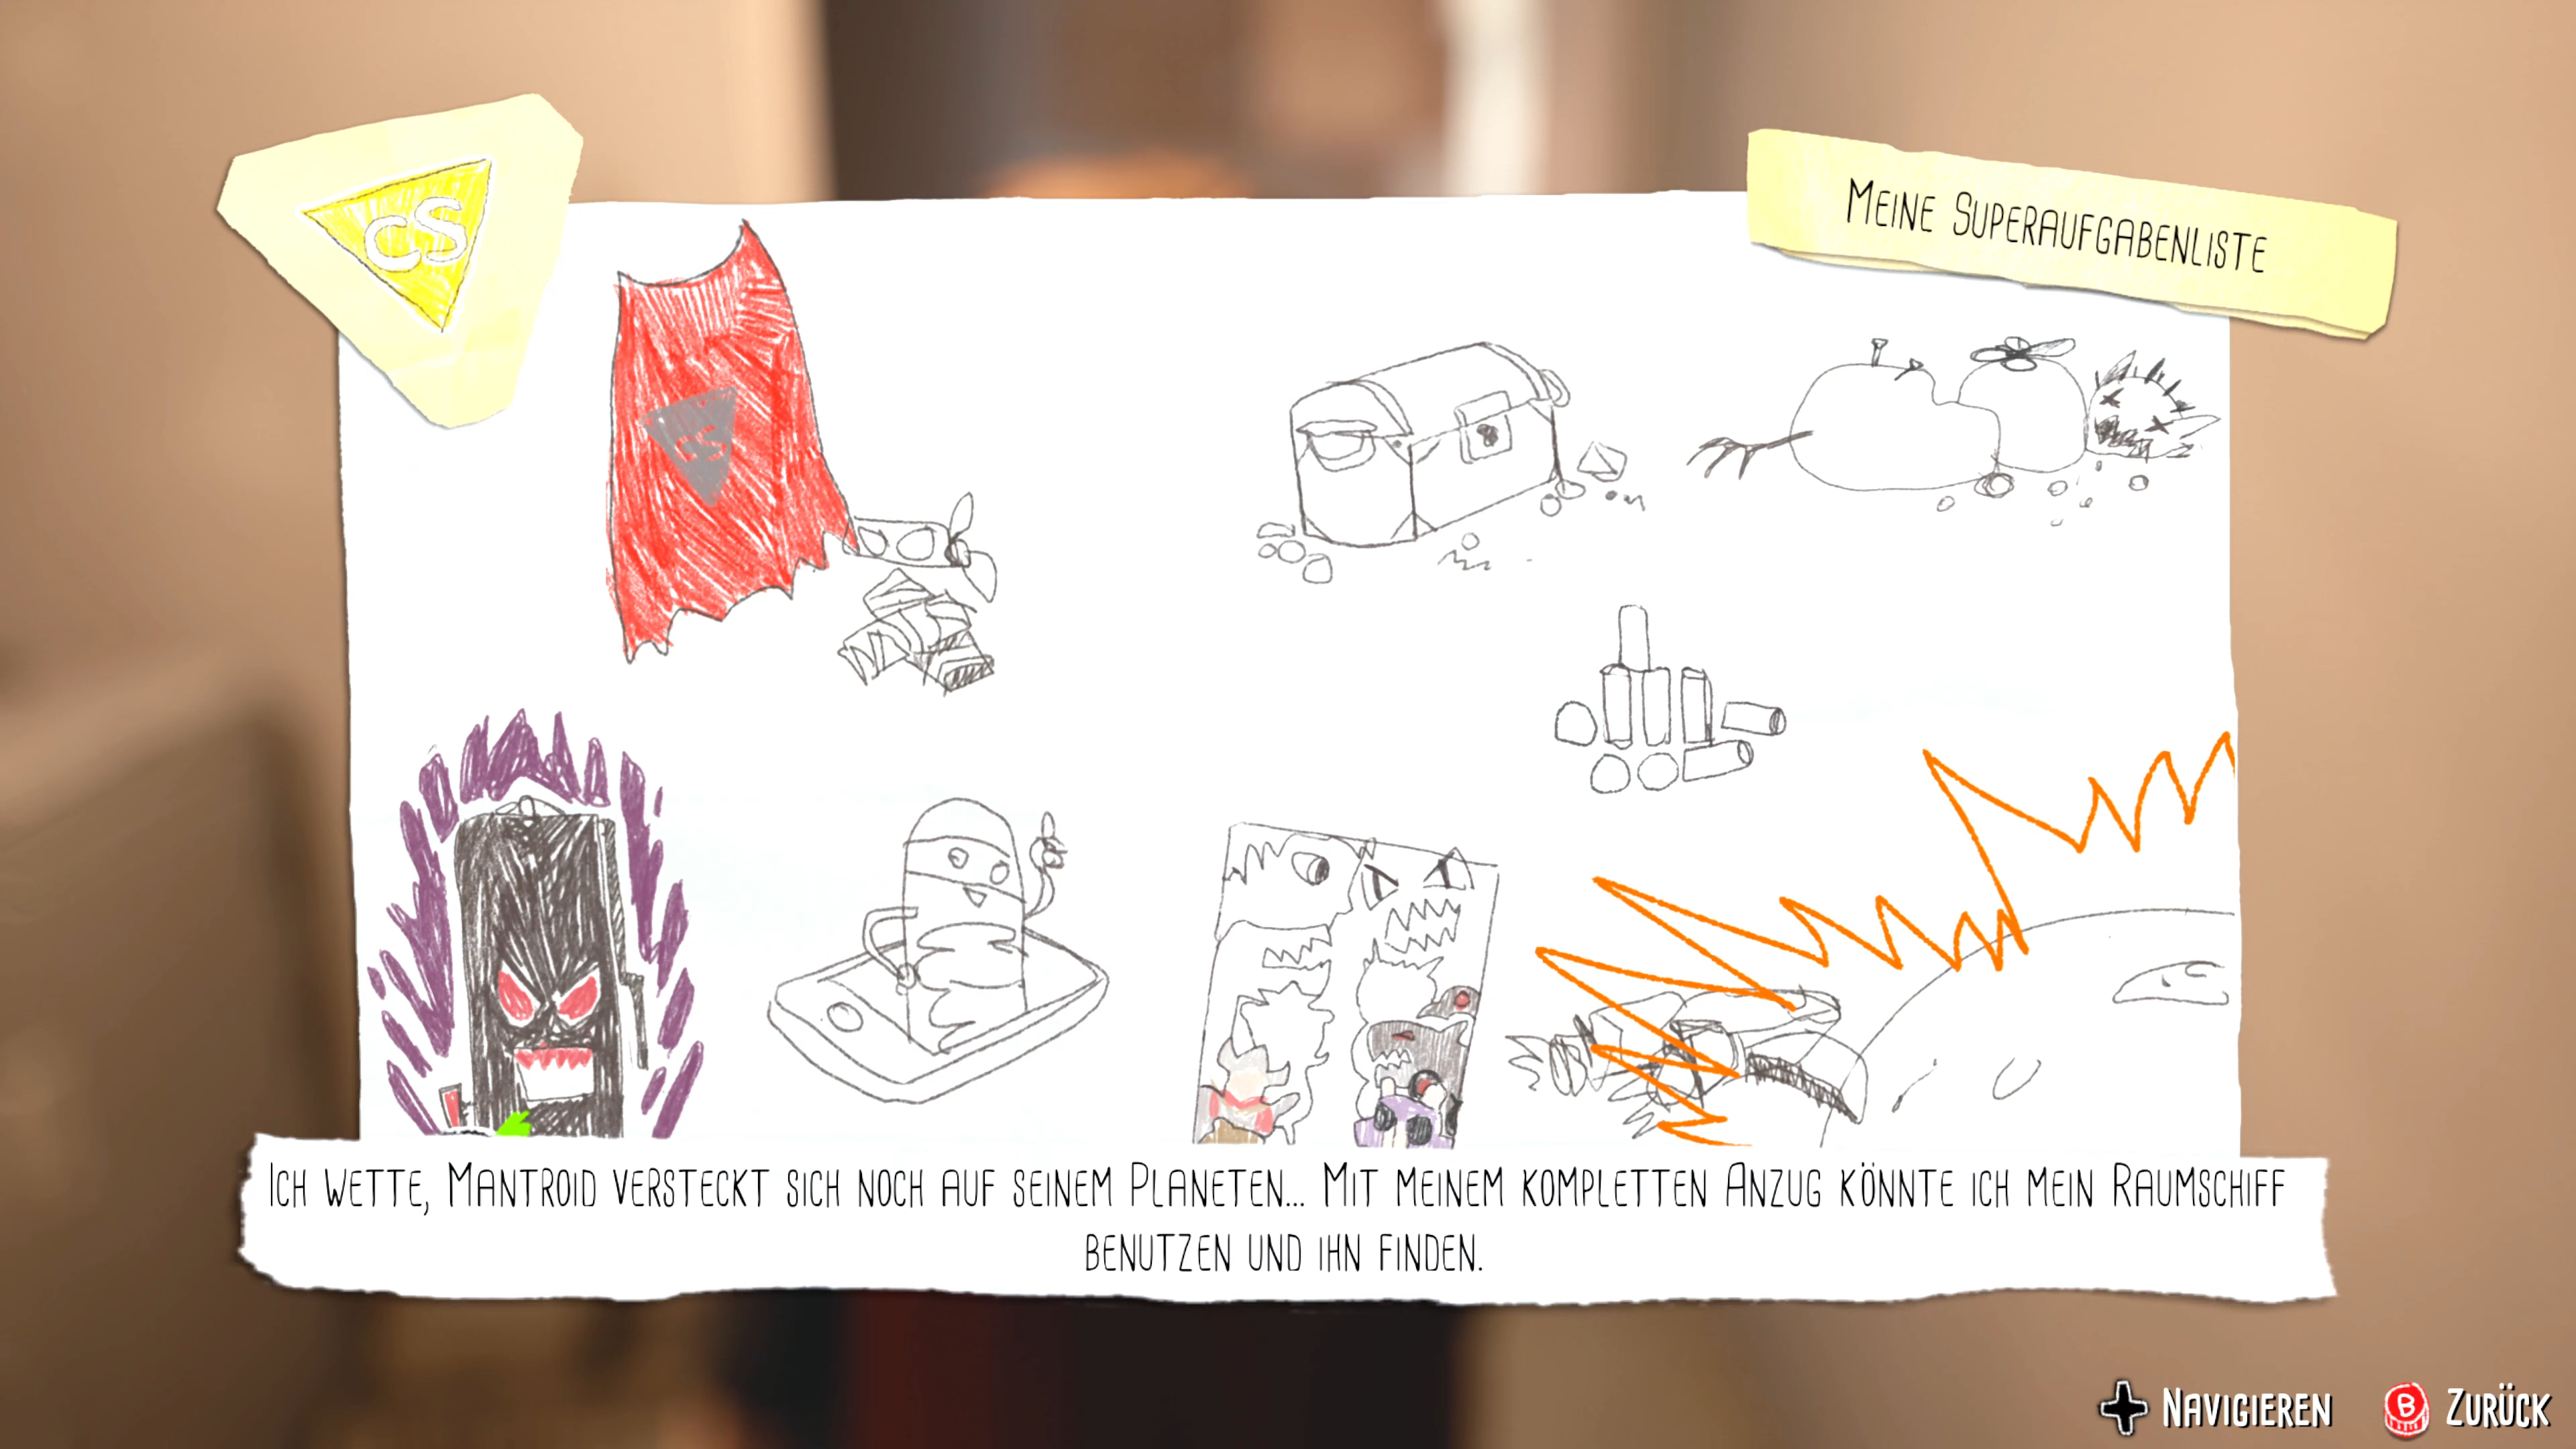 CS
MEINE SUPERAUFGABENLISTE
CS
ICH WETTE, MANTROID VERSTECKT SICH NOCH AUF SEINEM PLANETEN... MIT MEINEM KOMPLETTEN ANZUG KÖNNTE ICH MEIN RAUMSCHIFF
BENUTZEN UND IHN FINDEN.
NAVIGIEREN B ZURÜCK